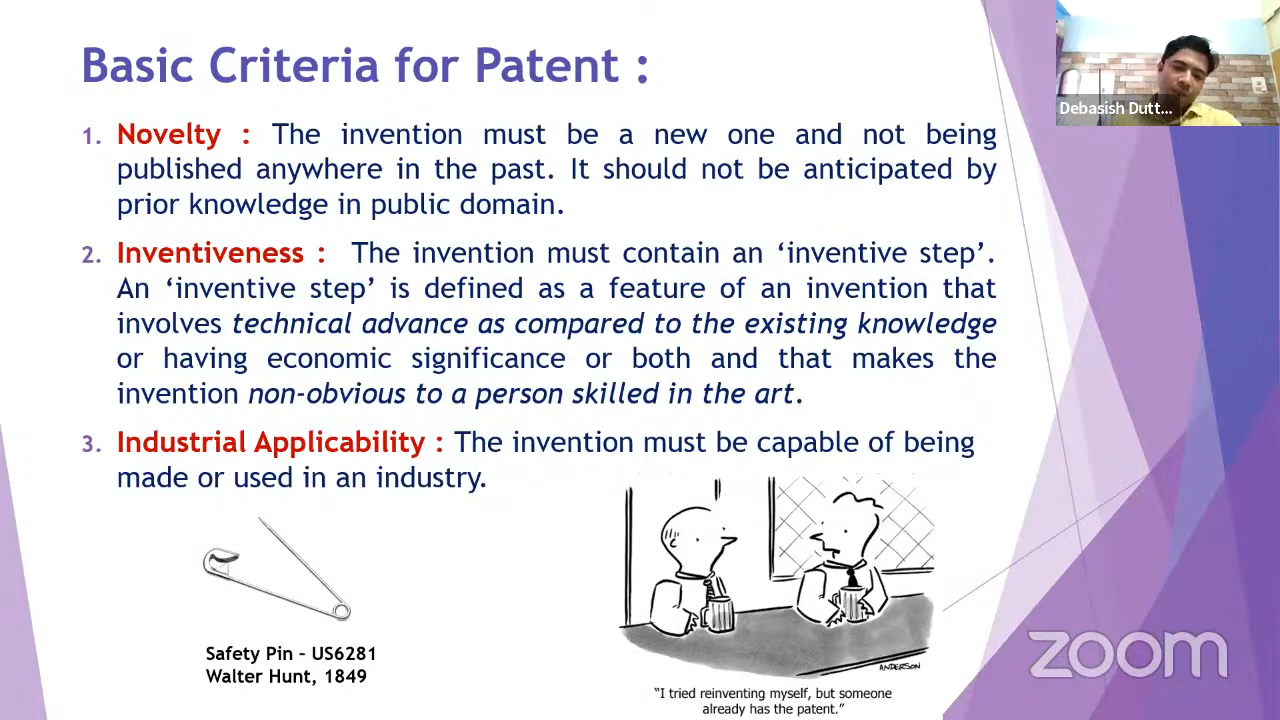 Basic Criteria for Patent :
1. Novelty : The invention must be a new one and not being
published anywhere in the past. It should not be anticipated by
prior knowledge in public domain.
2. Inventiveness : The invention must contain an ‘inventive step’.
An ‘inventive step’ is defined as a feature of an invention that
involves technical advance as compared to the existing knowledge
or having economic significance or both and that makes the
invention non-obvious to a person skilled in the art.
3. Industrial Applicability : The invention must be capable of being
made or used in an industry.
Safety Pin – US6281
Walter Hunt, 1849
ANDERSON
“I tried reinventing myself, but someone
already has the patent.”
Debasish Dutt...
zoom